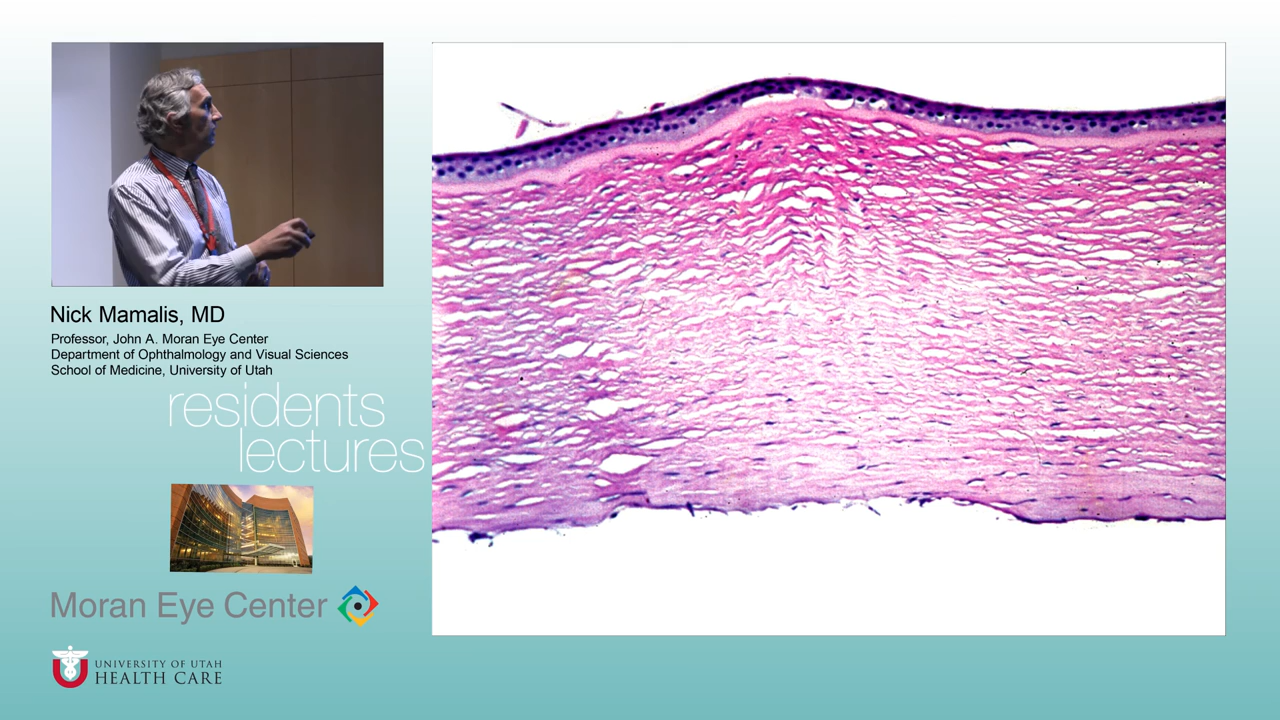 Nick Mamalis, MD
Professor, John A. Moran Eye Center
Department of Ophthalmology and Visual Sciences
School of Medicine, University of Utah
residents
lectures
Moran Eye Center
UNIVERSITY OF UTAH
HEALTH CARE